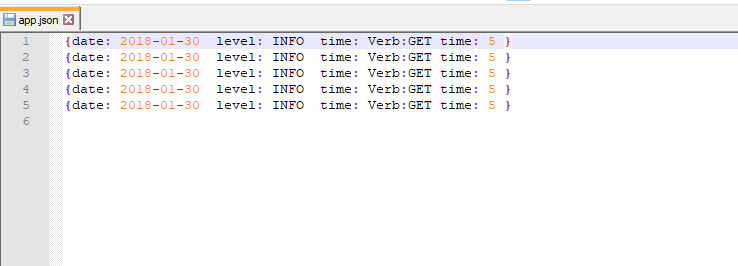 app.json
1 {date: 2018-01-30  level: INFO  time: Verb:GET time: 5 }
2 {date: 2018-01-30  level: INFO  time: Verb:GET time: 5 }
3 {date: 2018-01-30  level: INFO  time: Verb:GET time: 5 }
4 {date: 2018-01-30  level: INFO  time: Verb:GET time: 5 }
5 {date: 2018-01-30  level: INFO  time: Verb:GET time: 5 }
6